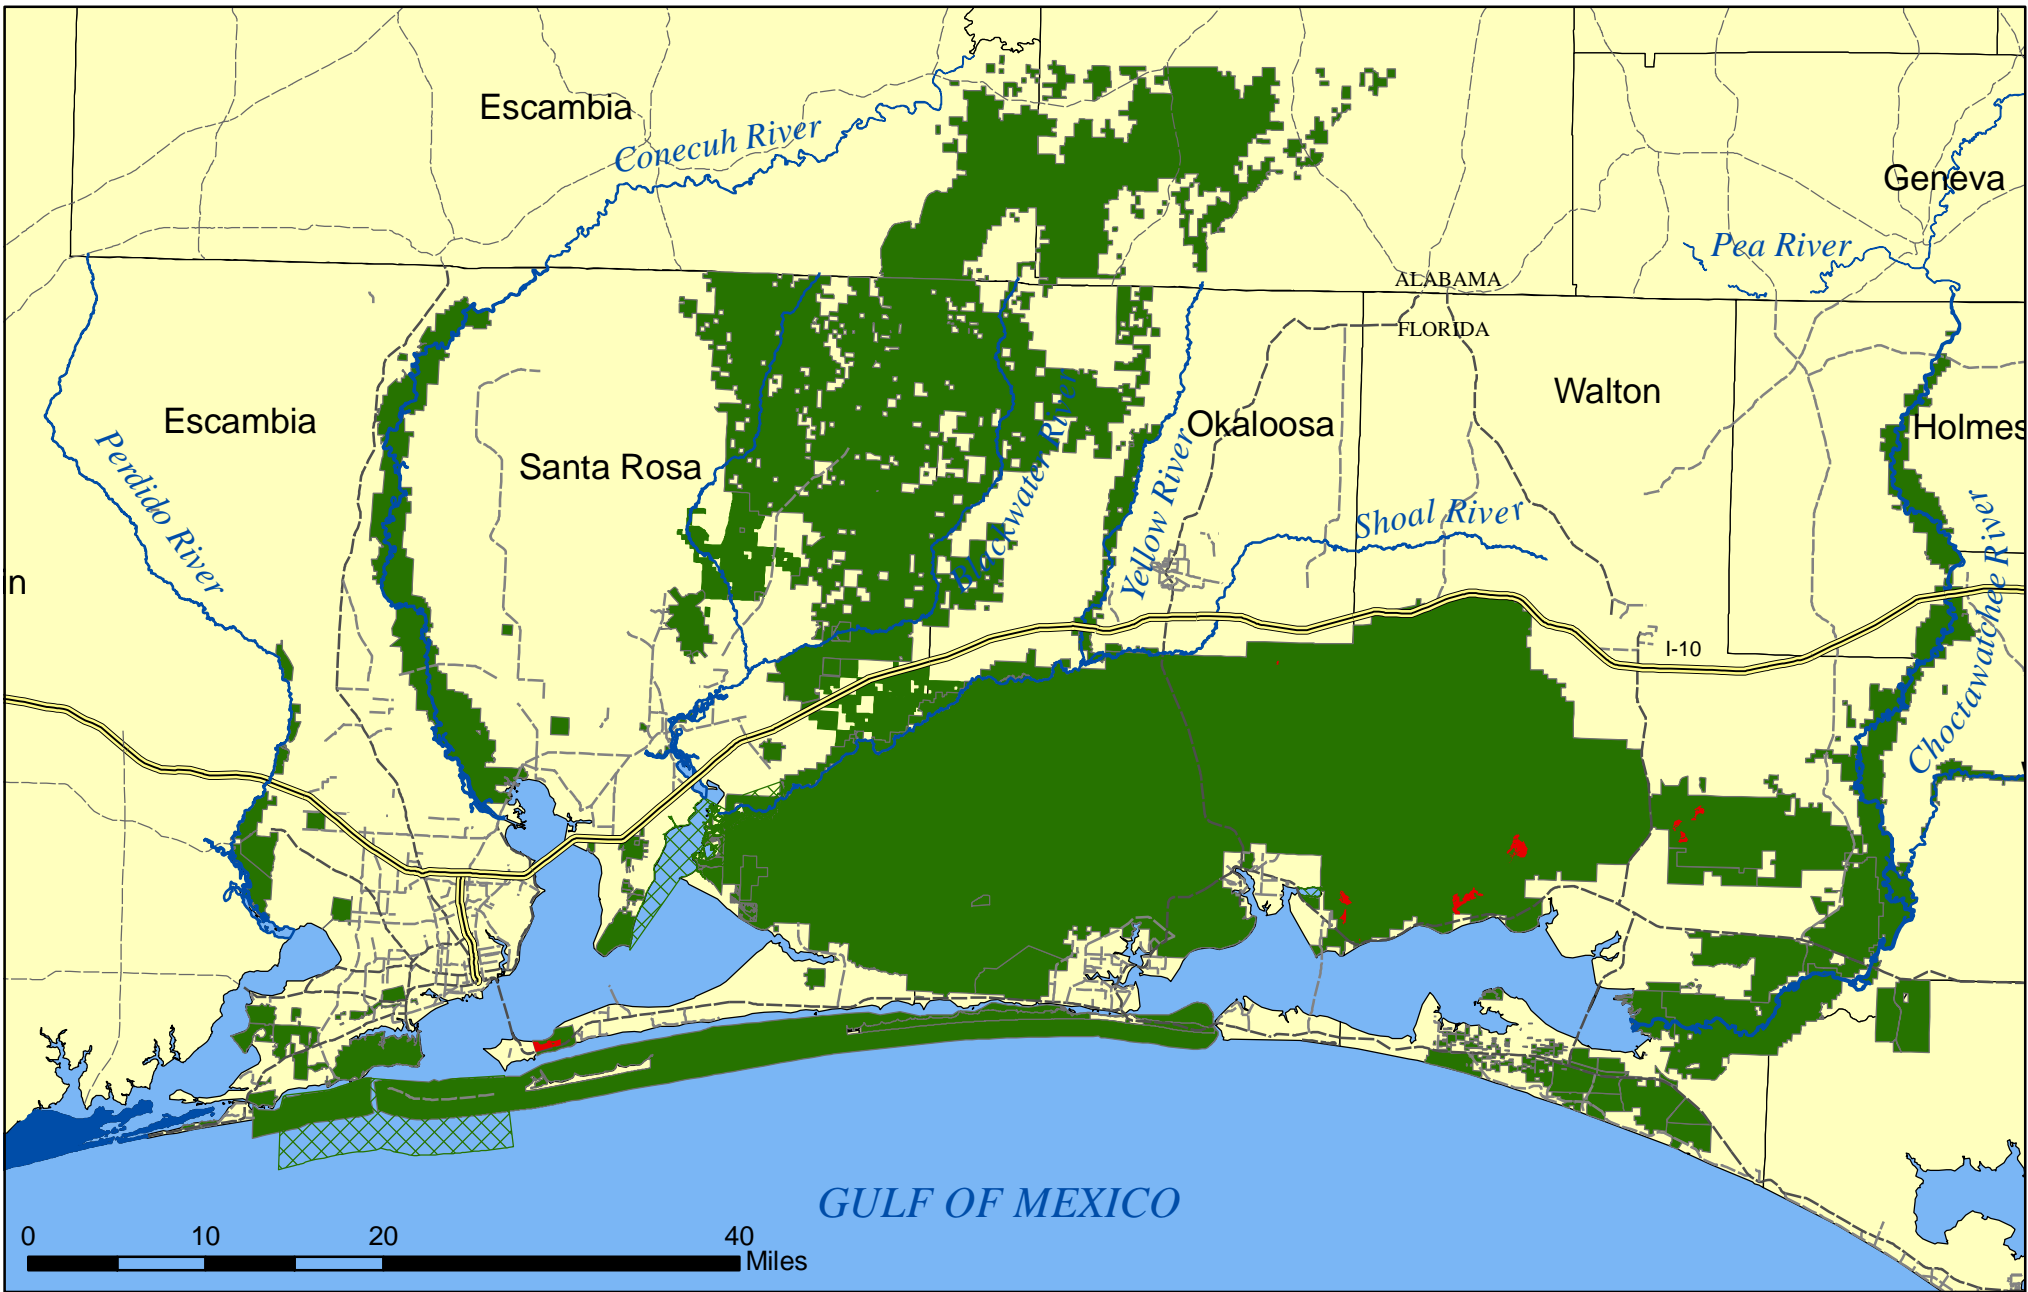 Escambia
Conecuh River
Geneva
Pea River
ALABAMA
FLORIDA
Walton
Escambia
Okaloosa
Holmes
Santa Rosa
Perdido River
Blackwater River
Yellow River
Shoal River
Choctawatchee River
in
I-10
GULF OF MEXICO
0 10 20 40
Miles